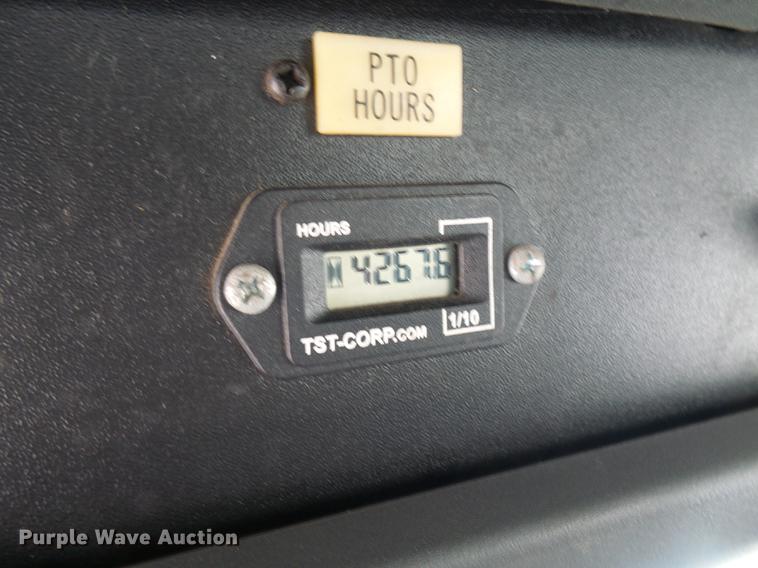 PTO
HOURS
HOURS
4267.6
1/10
TST-CORP.COM
Purple Wave Auction